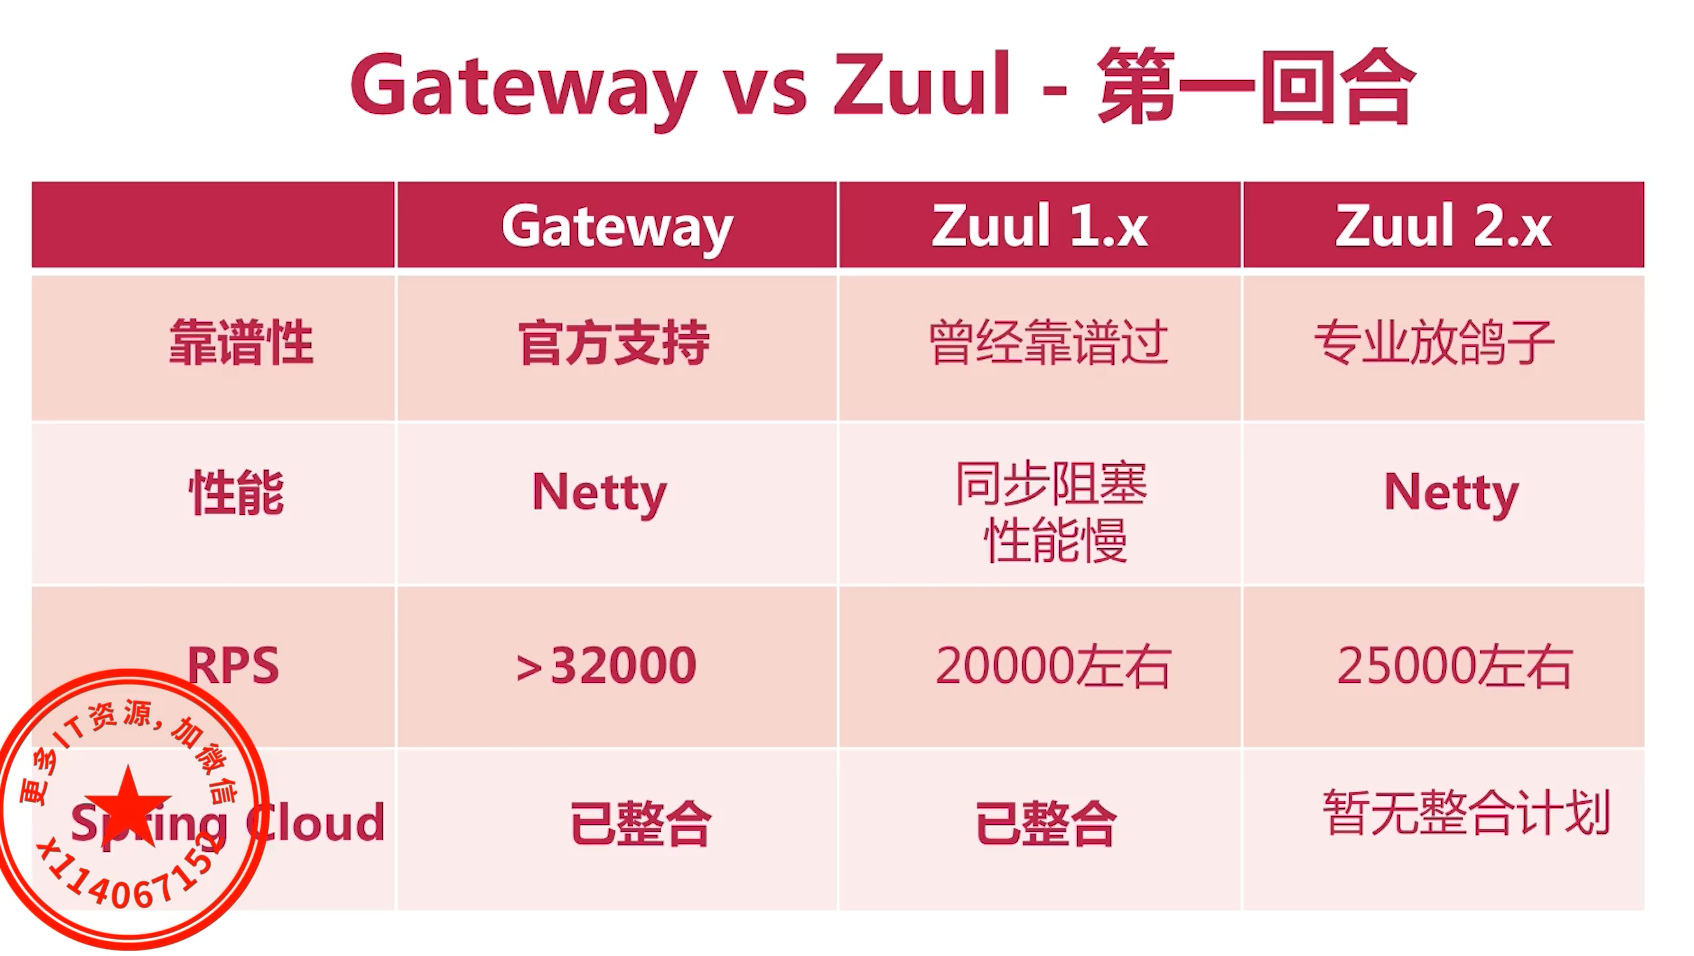 Gateway vs Zuul - 第一回合
Gateway Zuul 1.x Zuul 2.x
靠谱性 官方支持 曾经靠谱过 专业放鸽子
性能 Netty 同步阻塞 Netty
性能慢
RPS >32000 20000左右 25000左右
Spring Cloud 已整合 已整合 暂无整合计划
更多IT资源,加微信
x114067152